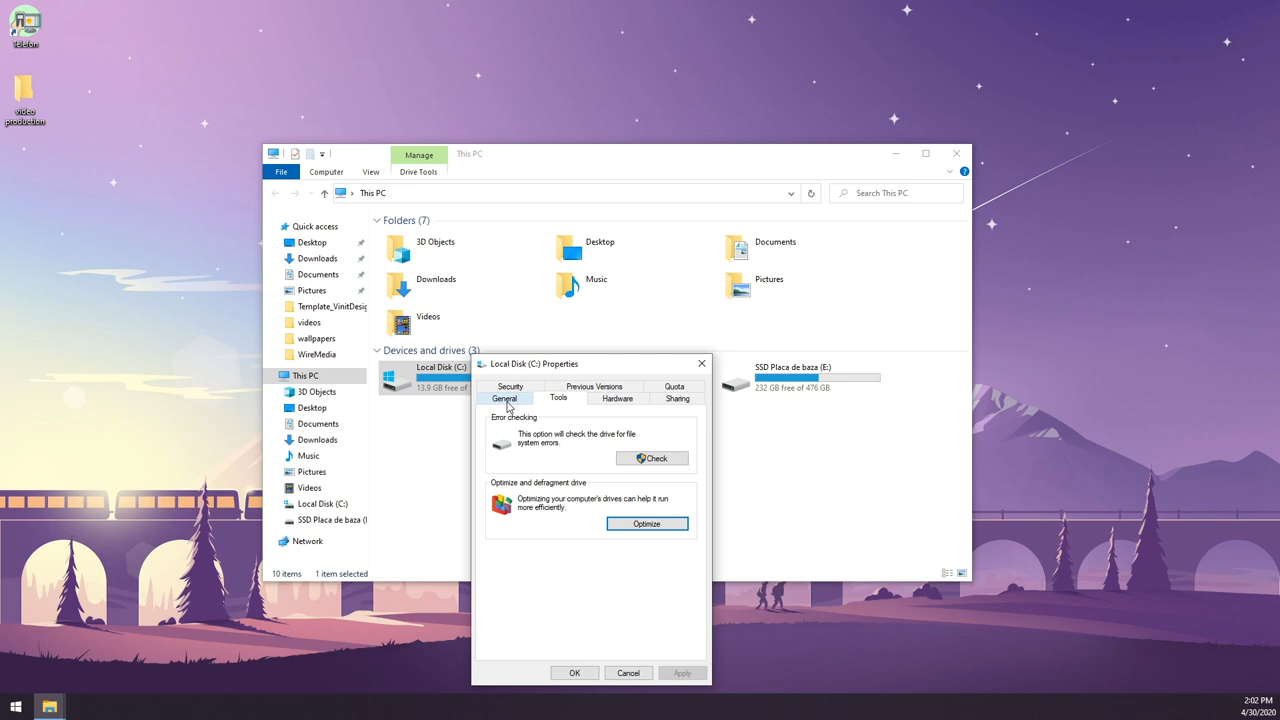 Telefon
video
production
Manage
This PC
File
Computer
View
Drive Tools
This PC
Search This PC
Quick access
Desktop
Downloads
Documents
Pictures
Template_VinitDesig
videos
wallpapers
WireMedia
This PC
3D Objects
Desktop
Documents
Downloads
Music
Pictures
Videos
Local Disk (C:)
SSD Placa de baza (
Network
Folders (7)
3D Objects
Desktop
Documents
Downloads
Music
Pictures
Videos
Devices and drives (3)
Local Disk (C:)
13.9 GB free of
SSD Placa de baza (E:)
232 GB free of 476 GB
10 items
1 item selected
Local Disk (C:) Properties
Security
Previous Versions
Quota
General
Tools
Hardware
Sharing
Error checking
This option will check the drive for file
system errors.
Check
Optimize and defragment drive
Optimizing your computer's drives can help it run
more efficiently.
Optimize
OK
Cancel
Apply
2:02 PM
4/30/2020